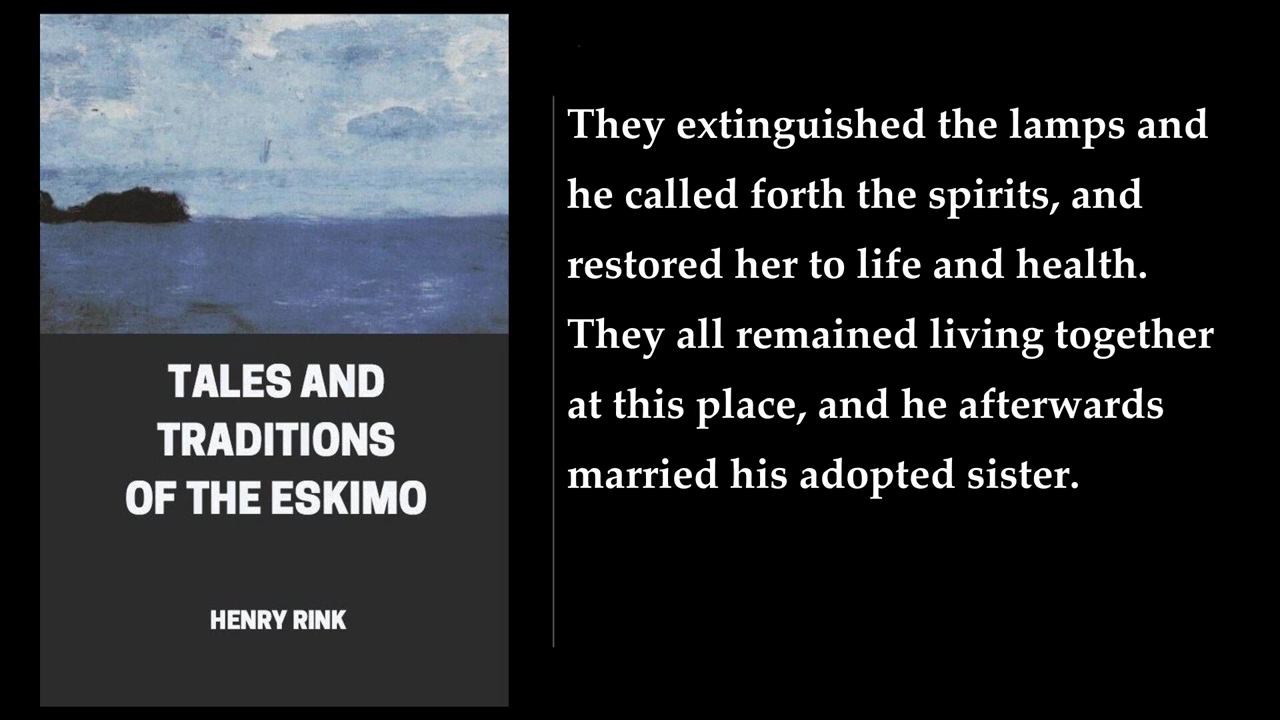 TALES AND
TRADITIONS
OF THE ESKIMO
HENRY RINK
They extinguished the lamps and
he called forth the spirits, and
restored her to life and health.
They all remained living together
at this place, and he afterwards
married his adopted sister.